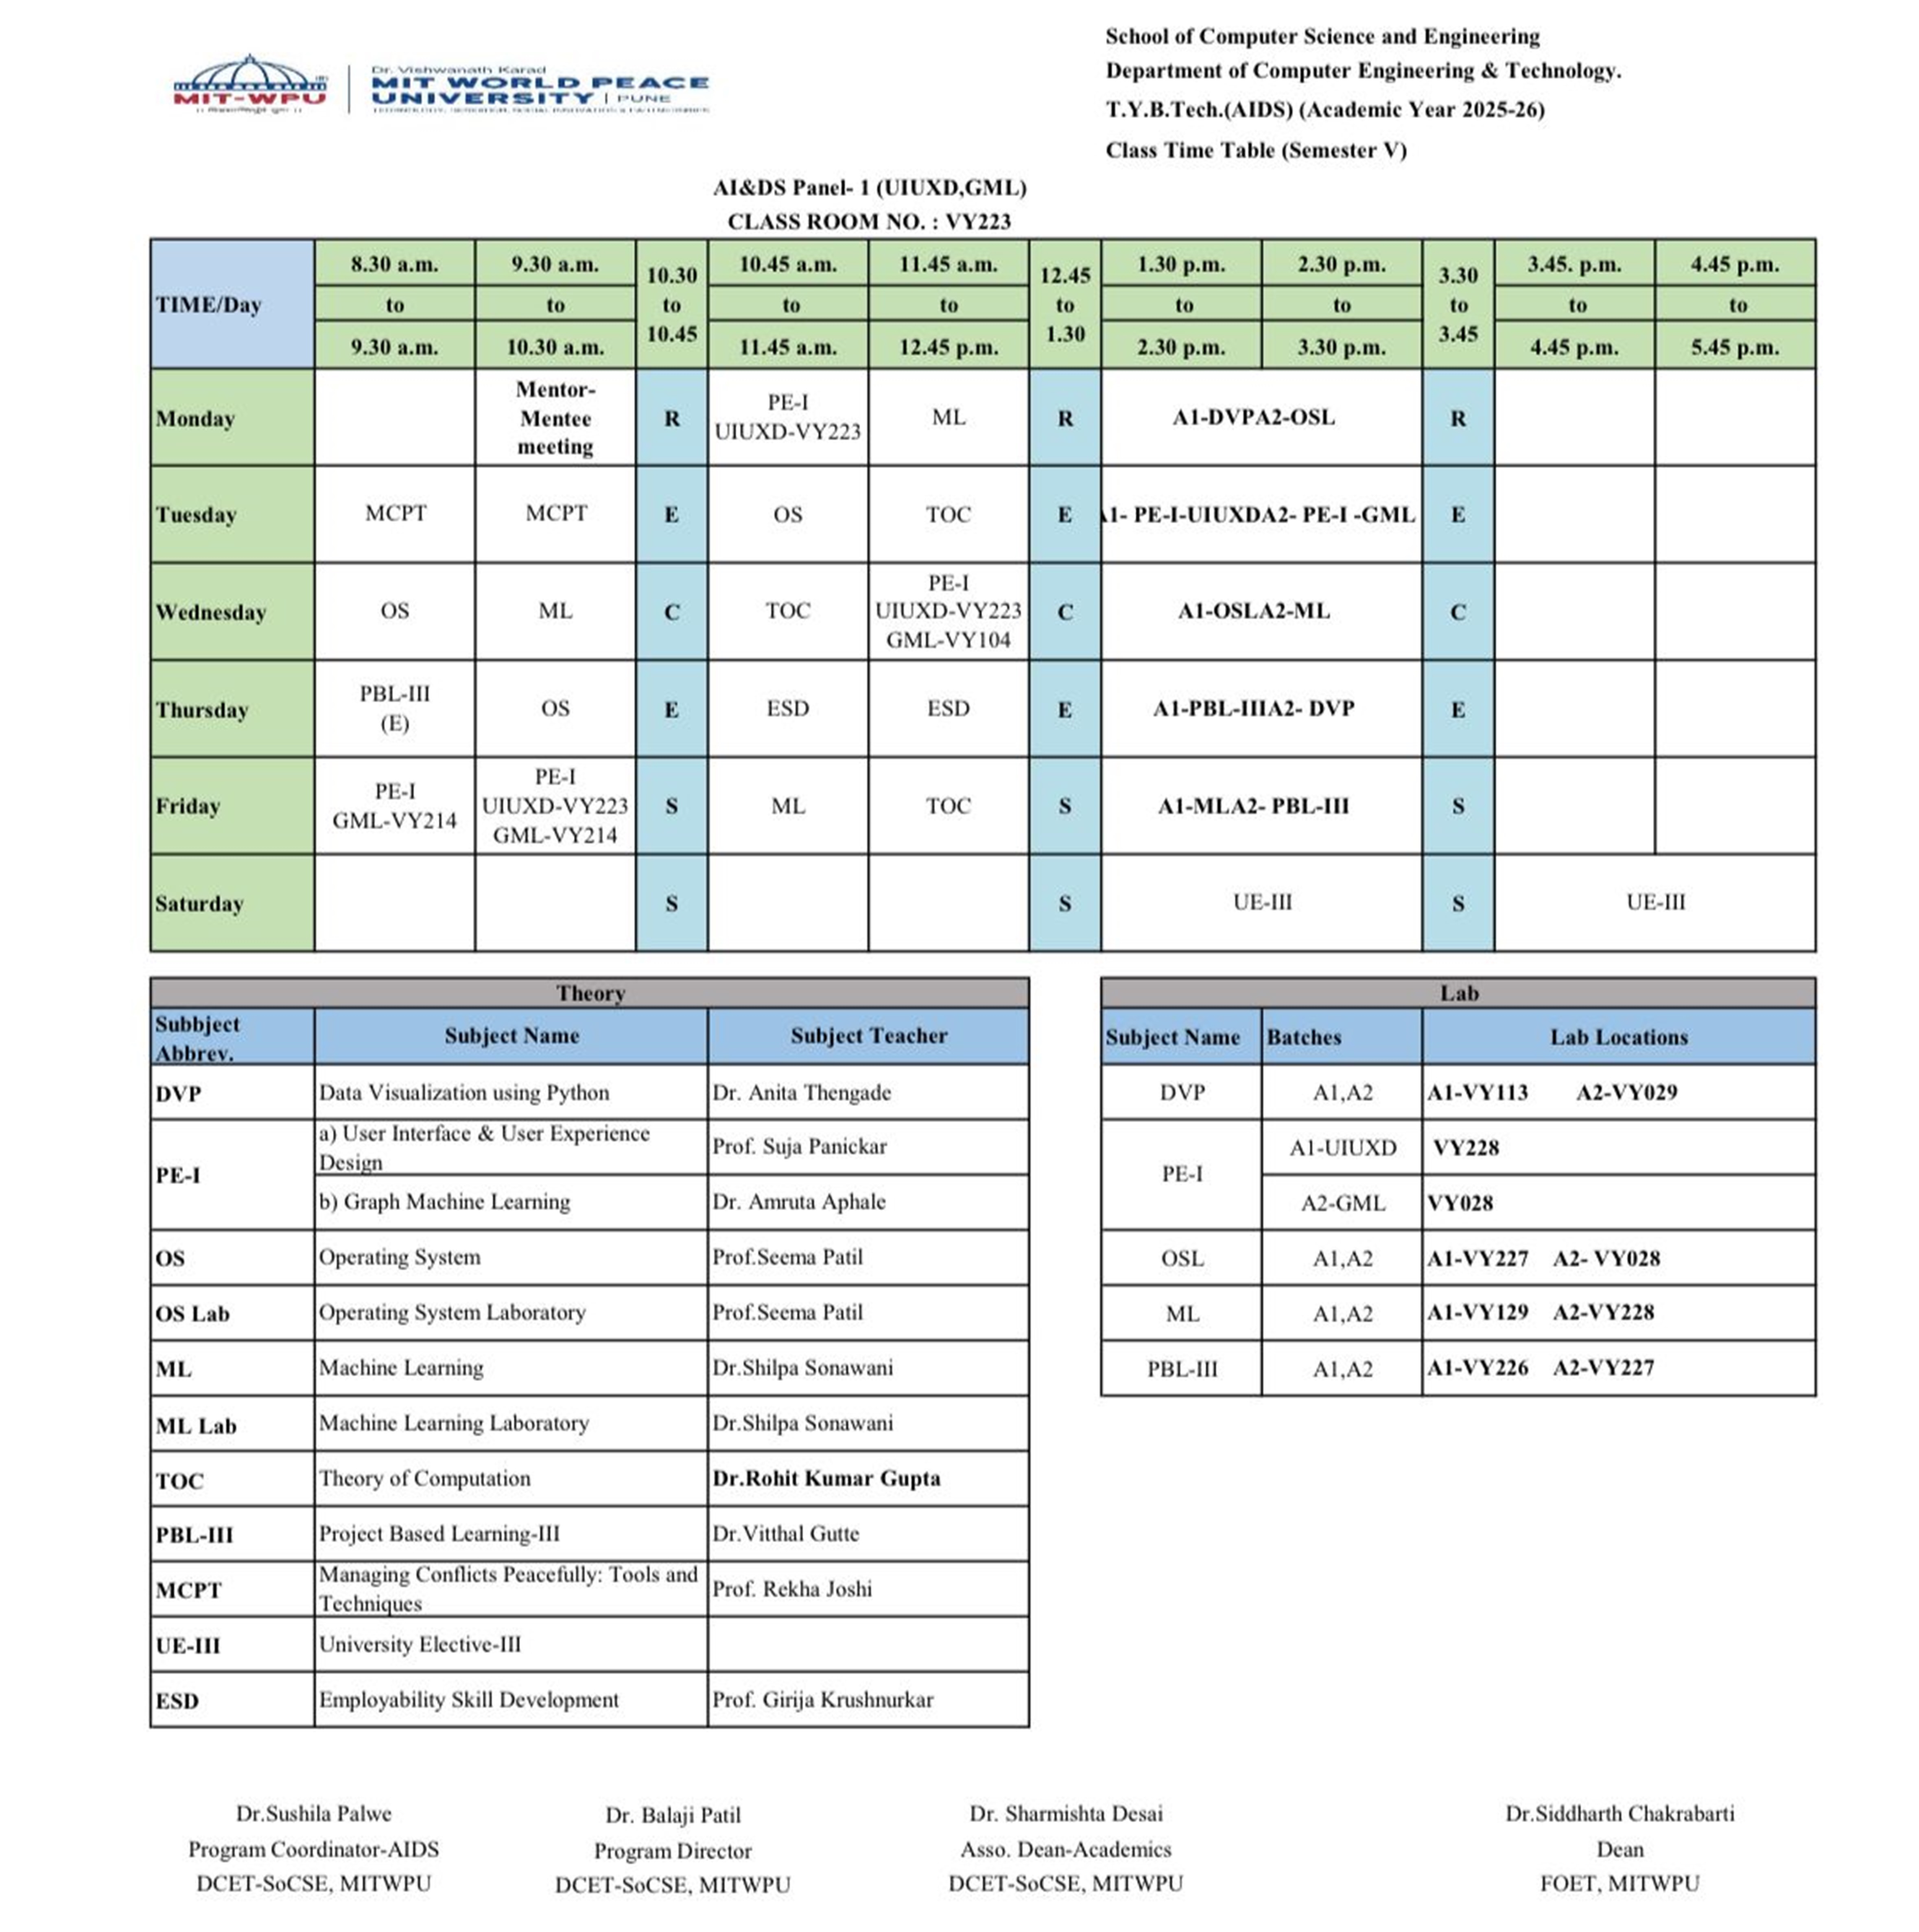 Dr. Vishwanath Karad
MIT-WPU
MIT WORLD PEACE
UNIVERSITY | PUNE
School of Computer Science and Engineering
Department of Computer Engineering & Technology.
T.Y.B.Tech.(AIDS) (Academic Year 2025-26)
Class Time Table (Semester V)
AI&DS Panel- 1 (UIUXD,GML)
CLASS ROOM NO. : VY223
TIME/Day
8.30 a.m. 9.30 a.m. 10.30 10.45 a.m. 11.45 a.m. 12.45 1.30 p.m. 2.30 p.m. 3.30 3.45. p.m. 4.45 p.m.
to to to to to to to to to to to
9.30 a.m. 10.30 a.m. 10.45 11.45 a.m. 12.45 p.m. 1.30 2.30 p.m. 3.30 p.m. 3.45 4.45 p.m. 5.45 p.m.
Monday
Mentor-
Mentee
meeting
R
PE-I
UIUXD-VY223
ML
R
A1-DVPA2-OSL
R
Tuesday
MCPT
MCPT
E
OS
TOC
E
A1- PE-I-UIUXDA2- PE-I -GML
E
Wednesday
OS
ML
C
TOC
PE-I
UIUXD-VY223
GML-VY104
C
A1-OSLA2-ML
C
Thursday
PBL-III
(E)
OS
E
ESD
ESD
E
A1-PBL-IIIA2- DVP
E
Friday
PE-I
GML-VY214
PE-I
UIUXD-VY223
GML-VY214
S
ML
TOC
S
A1-MLA2- PBL-III
S
Saturday
S
S
UE-III
S
UE-III
Theory
Subbject
Abbrev.
Subject Name
Subject Teacher
DVP
Data Visualization using Python
Dr. Anita Thengade
PE-I
a) User Interface & User Experience
Design
Prof. Suja Panickar
b) Graph Machine Learning
Dr. Amruta Aphale
OS
Operating System
Prof.Seema Patil
OS Lab
Operating System Laboratory
Prof.Seema Patil
ML
Machine Learning
Dr.Shilpa Sonawani
ML Lab
Machine Learning Laboratory
Dr.Shilpa Sonawani
TOC
Theory of Computation
Dr.Rohit Kumar Gupta
PBL-III
Project Based Learning-III
Dr.Vitthal Gutte
MCPT
Managing Conflicts Peacefully: Tools and
Techniques
Prof. Rekha Joshi
UE-III
University Elective-III
ESD
Employability Skill Development
Prof. Girija Krushnurkar
Lab
Subject Name
Batches
Lab Locations
DVP
A1,A2
A1-VY113 A2-VY029
PE-I
A1-UIUXD
VY228
A2-GML
VY028
OSL
A1,A2
A1-VY227 A2- VY028
ML
A1,A2
A1-VY129 A2-VY228
PBL-III
A1,A2
A1-VY226 A2-VY227
Dr.Sushila Palwe
Program Coordinator-AIDS
DCET-SoCSE, MITWPU
Dr. Balaji Patil
Program Director
DCET-SoCSE, MITWPU
Dr. Sharmishta Desai
Asso. Dean-Academics
DCET-SoCSE, MITWPU
Dr.Siddharth Chakrabarti
Dean
FOET, MITWPU